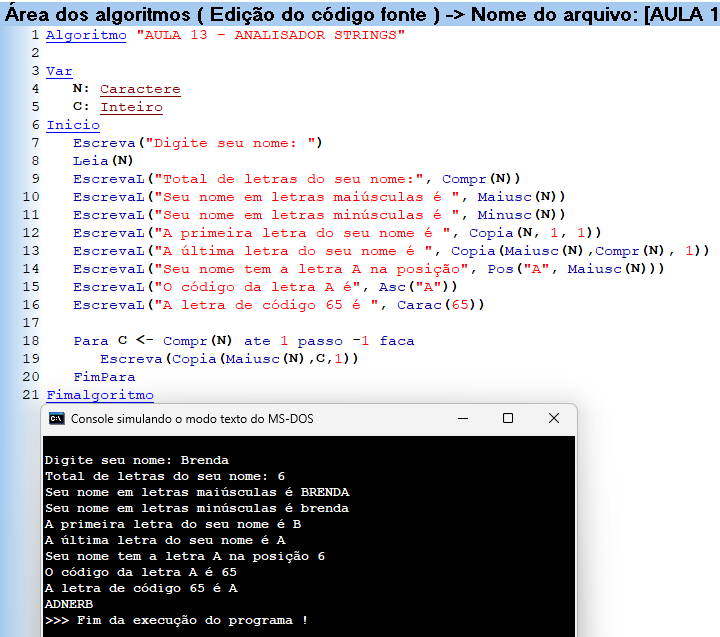 Área dos algoritmos ( Edição do código fonte ) -> Nome do arquivo: [AULA 1
1 Algoritmo "AULA 13 - ANALISADOR STRINGS"
2
3 Var
4    N: Caractere
5    C: Inteiro
6 Inicio
7    Escreva("Digite seu nome: ")
8    Leia(N)
9    EscrevaL("Total de letras do seu nome:", Compr(N))
10    EscrevaL("Seu nome em letras maiúsculas é ", Maiusc(N))
11    EscrevaL("Seu nome em letras minúsculas é ", Minusc(N))
12    EscrevaL("A primeira letra do seu nome é ", Copia(N, 1, 1))
13    EscrevaL("A última letra do seu nome é ", Copia(Maiusc(N),Compr(N), 1))
14    EscrevaL("Seu nome tem a letra A na posição", Pos("A", Maiusc(N)))
15    EscrevaL("O código da letra A é", Asc("A"))
16    EscrevaL("A letra de código 65 é ", Carac(65))
17
18    Para C <- Compr(N) ate 1 passo -1 faca
19       Escreva(Copia(Maiusc(N),C,1))
20    FimPara
21 Fimalgoritmo
C:\ Console simulando o modo texto do MS-DOS
Digite seu nome: Brenda
Total de letras do seu nome: 6
Seu nome em letras maiúsculas é BRENDA
Seu nome em letras minúsculas é brenda
A primeira letra do seu nome é B
A última letra do seu nome é A
Seu nome tem a letra A na posição 6
O código da letra A é 65
A letra de código 65 é A
ADNERB
>>> Fim da execução do programa !